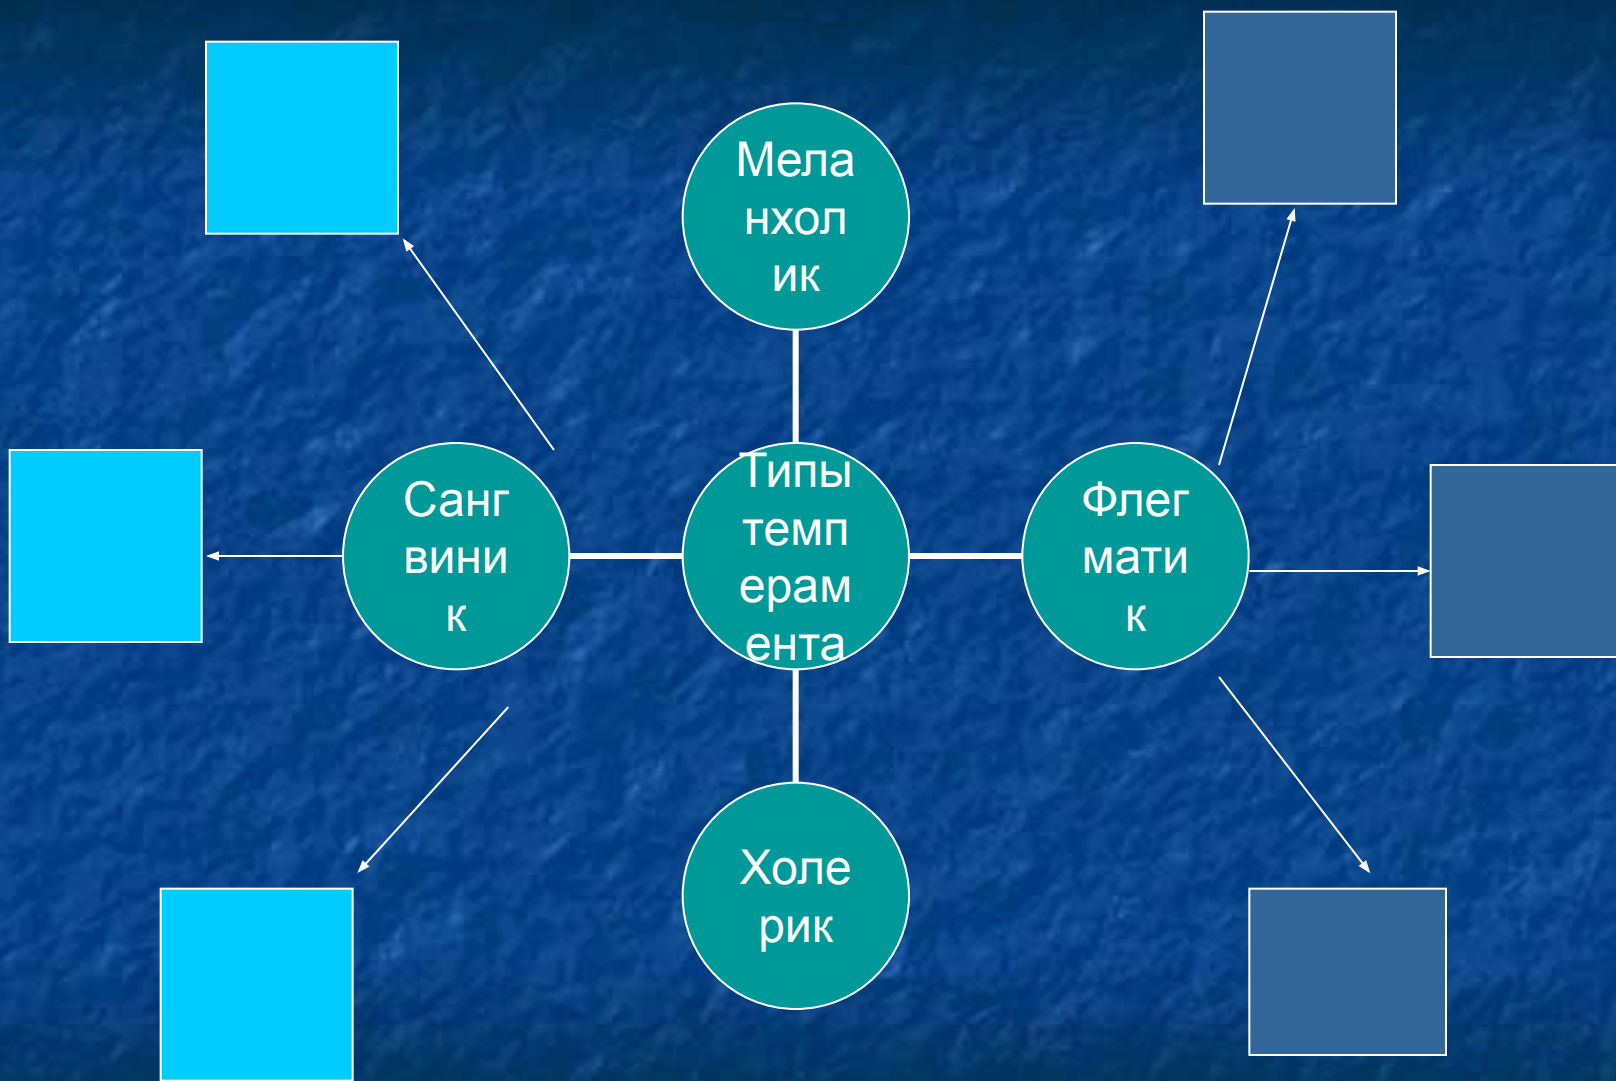 Мела
нхол
ик
Санг
вини
к
Типы
темп
ерам
ента
Флег
мати
к
Холе
рик